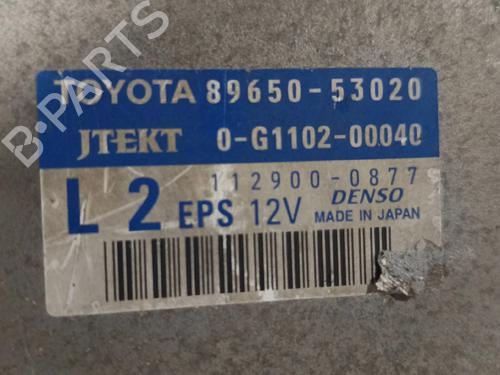 B-PARTS
TOYOTA 89650-53020
JTEKT 0-G1102-00040
112900-0877
L 2 EPS 12V DENSO
MADE IN JAPAN